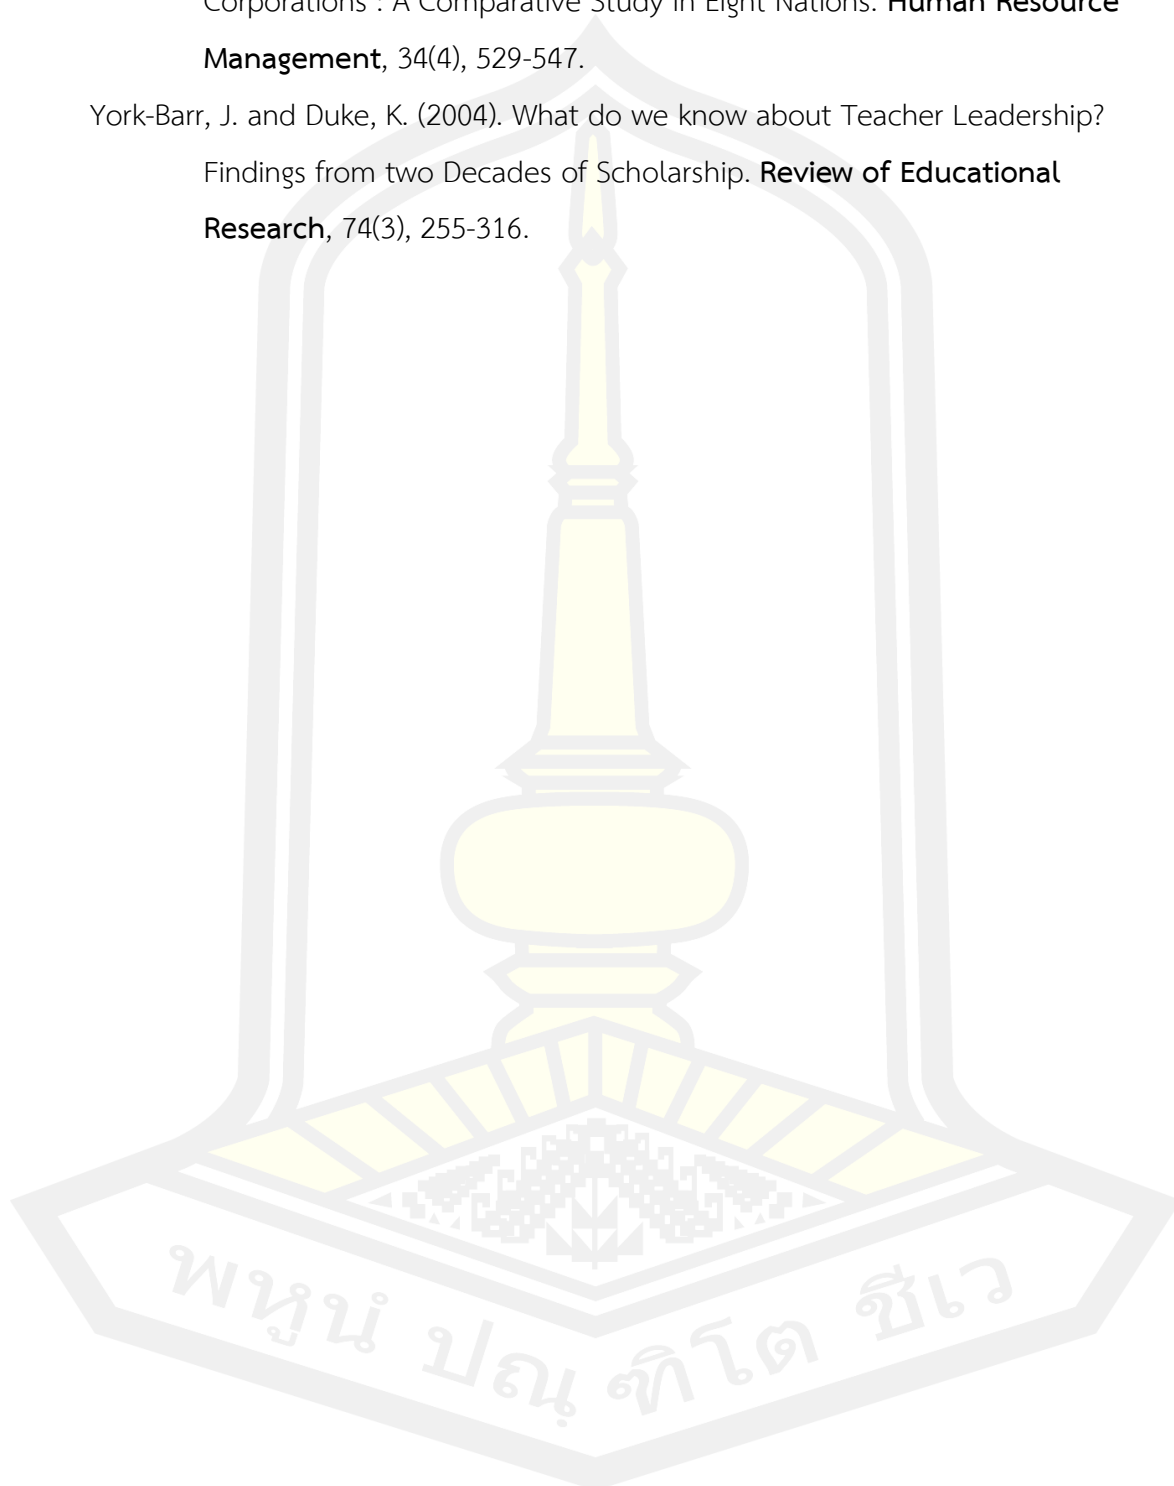 Corporations : A Comparative Study in Eight Nations. Human Resource
Management, 34(4), 529-547.
York-Barr, J. and Duke, K. (2004). What do we know about Teacher Leadership?
Findings from two Decades of Scholarship. Review of Educational
Research, 74(3), 255-316.
พหูนํ ปณฺฑิโต ชีเว